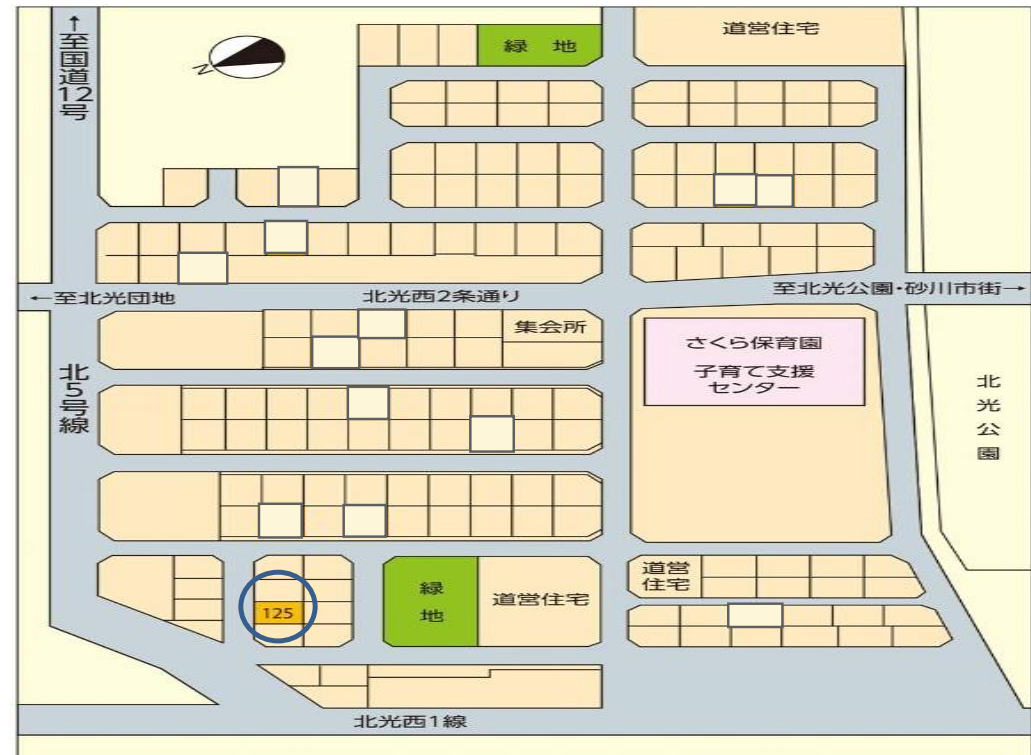 ↑至国道12号
緑 地
道営住宅
N
←至北光団地
北光西2条通り
至北光公園・砂川市街→
集会所
さくら保育園
子育て支援
センター
北5号線
北光公園
125
緑
地
道営住宅
道営
住宅
北光西1線